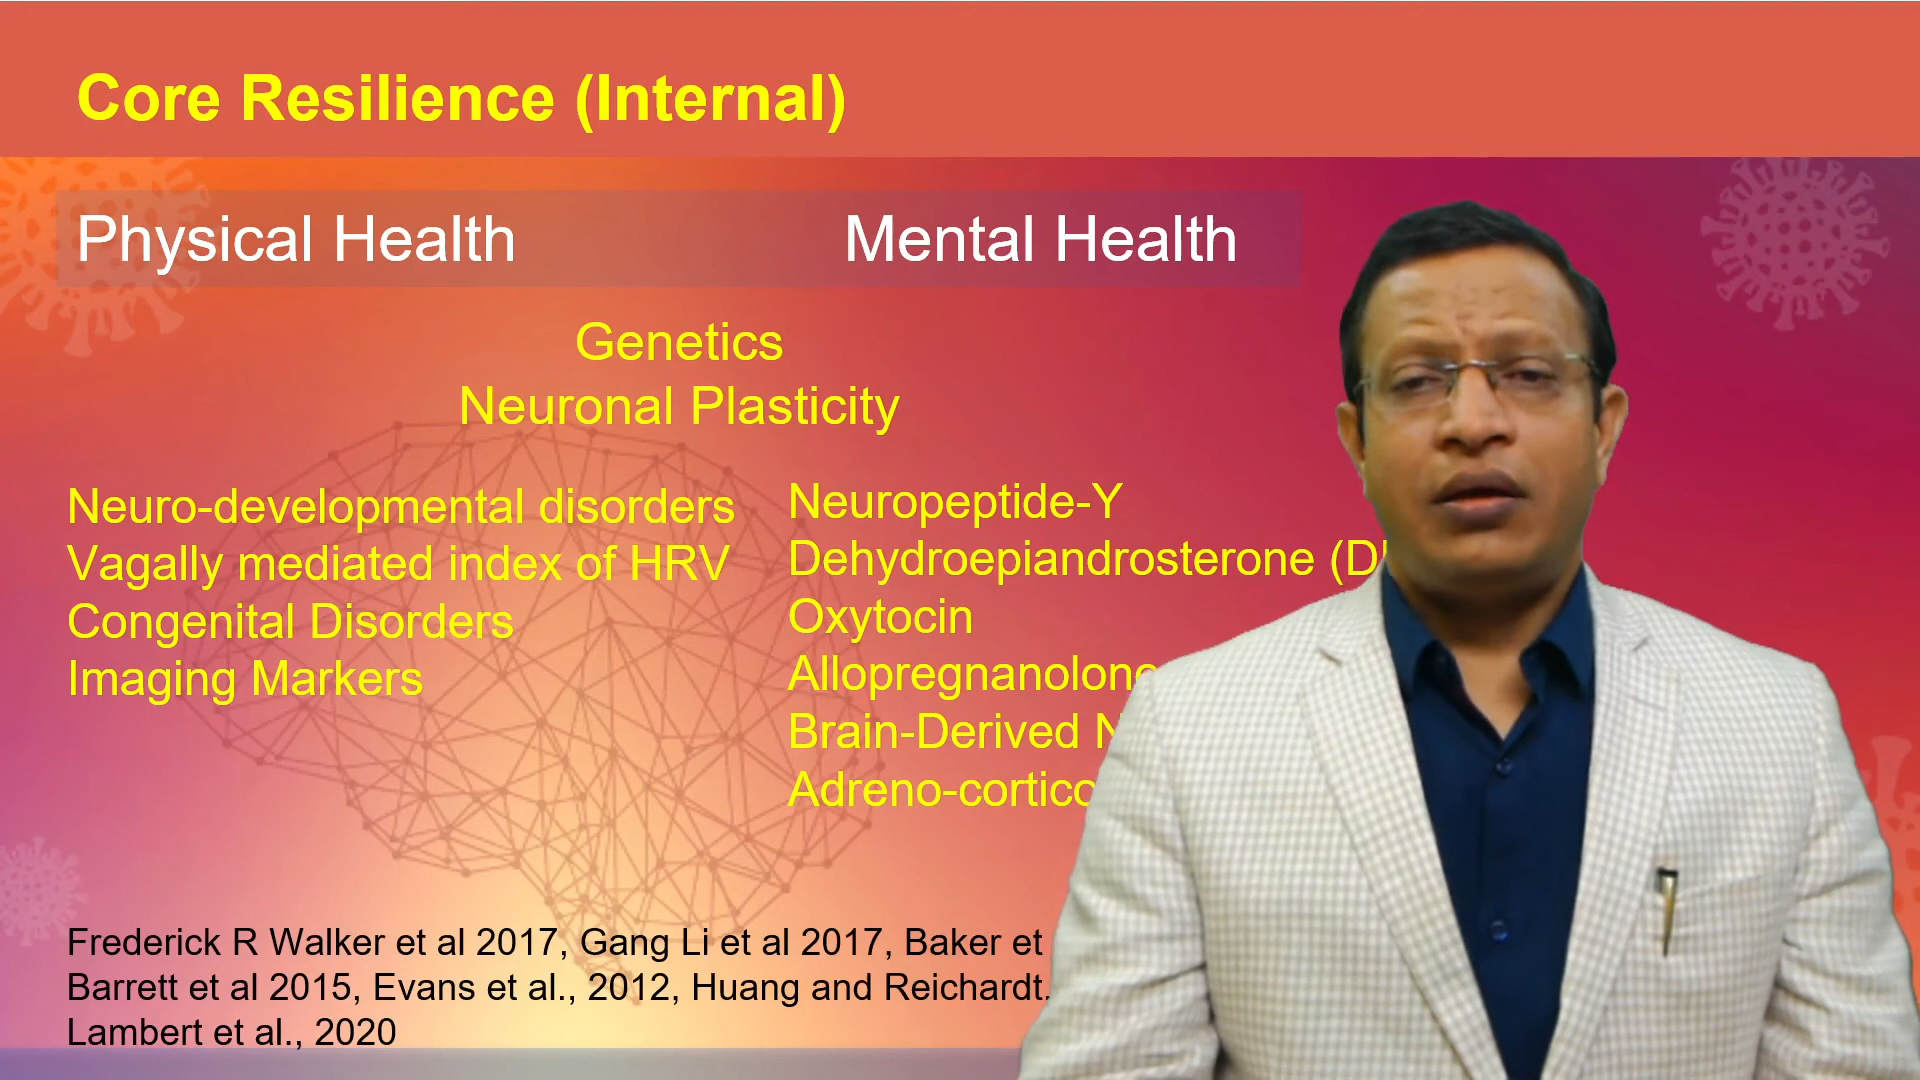 Core Resilience (Internal)
Physical Health
Mental Health
Genetics
Neuronal Plasticity
Neuro-developmental disorders
Vagally mediated index of HRV
Congenital Disorders
Imaging Markers
Neuropeptide-Y
Dehydroepiandrosterone
Oxytocin
Allopregnanolone
Brain-Derived
Frederick R Walker et al 2017, Gang Li et al 2017, Baker et
Barrett et al 2015, Evans et al., 2012, Huang and Reichardt.
Lambert et al., 2020